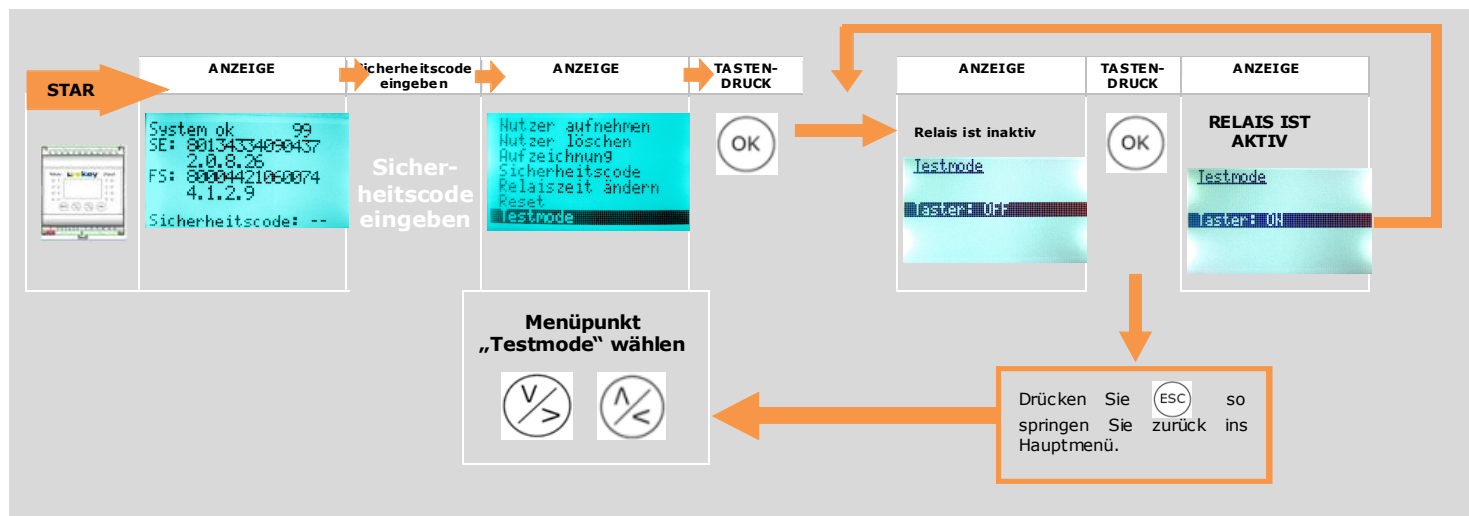 STAR
ANZEIGE
Sicherheitscode
eingeben
ANZEIGE
TASTEN-
DRUCK
ANZEIGE
TASTEN-
DRUCK
ANZEIGE
System ok 99
SE: 80134334090437
2.0.8.26
FS: 80004421060074
4.1.2.9
Sicherheitscode: --
Sicher-
heitscode
eingeben
Nutzer aufnehmen
Nutzer löschen
Aufzeichnung
Sicherheitscode
Relaiszeit ändern
Reset
Testmode
OK
Relais ist inaktiv
Testmode
Taster: OFF
OK
RELAIS IST
AKTIV
Testmode
Taster: ON
Menüpunkt
„Testmode“ wählen
V/>
Λ/<
Drücken Sie ESC so
springen Sie zurück ins
Hauptmenü.